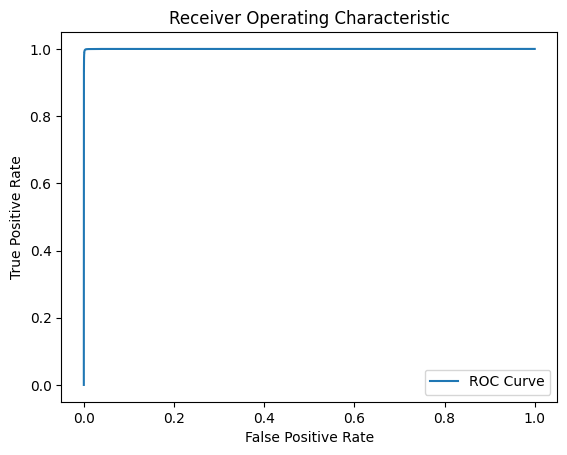 Receiver Operating Characteristic
True Positive Rate
1.0
0.8
0.6
0.4
0.2
0.0
ROC Curve
0.0 0.2 0.4 0.6 0.8 1.0
False Positive Rate